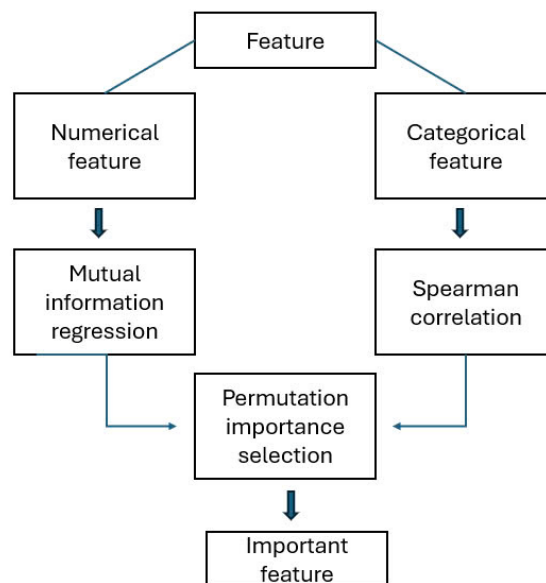 Feature
Numerical
feature
Categorical
feature
Mutual
information
regression
Spearman
correlation
Permutation
importance
selection
Important
feature